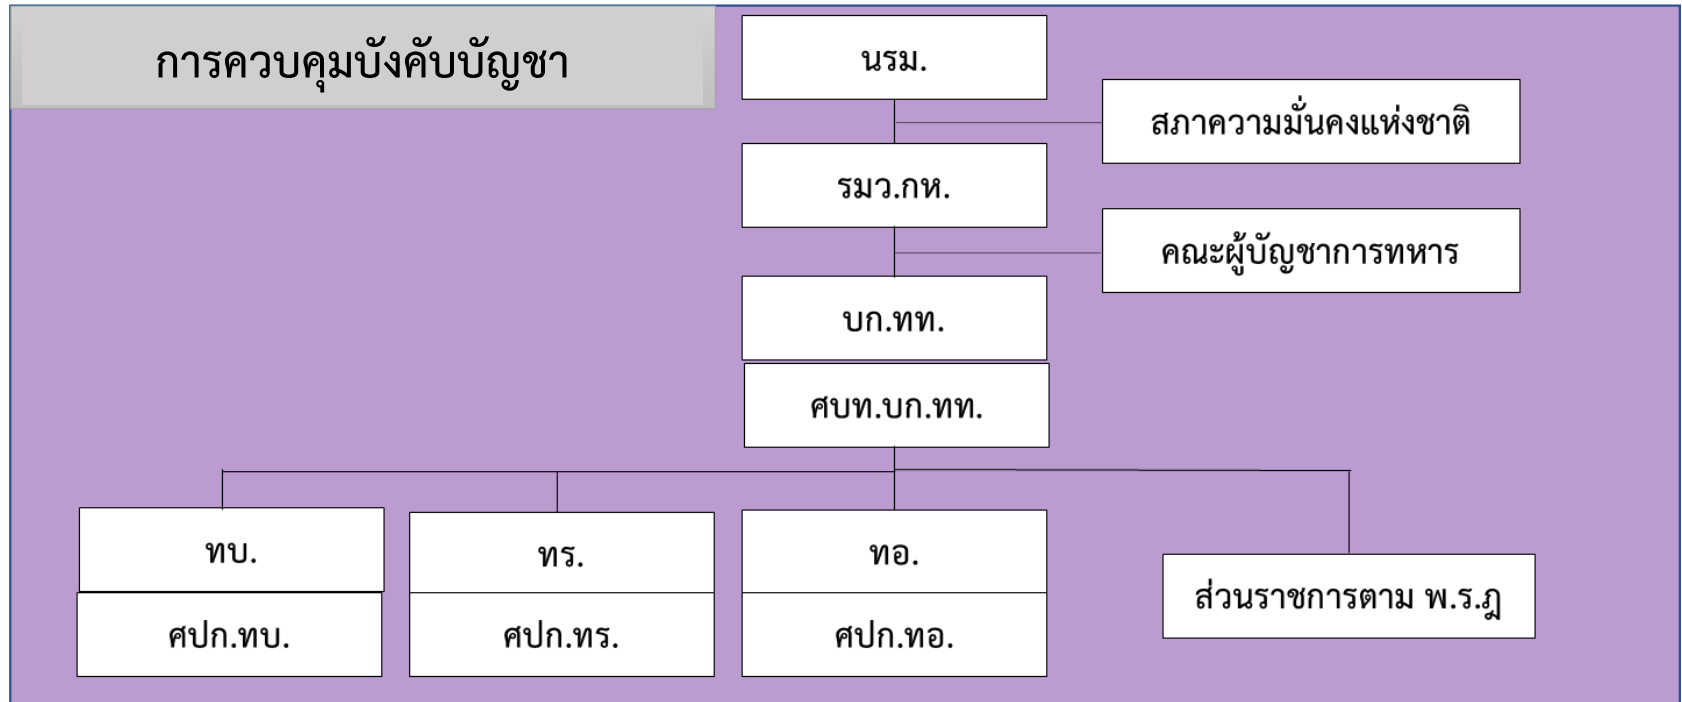 การควบคุมบังคับบัญชา
นรม.
สภาความมั่นคงแห่งชาติ
รมว.กห.
คณะผู้บัญชาการทหาร
บก.ทท.
ศบท.บก.ทท.
ทบ.
ทร.
ทอ.
ส่วนราชการตาม พ.ร.ฎ
ศปก.ทบ.
ศปก.ทร.
ศปก.ทอ.